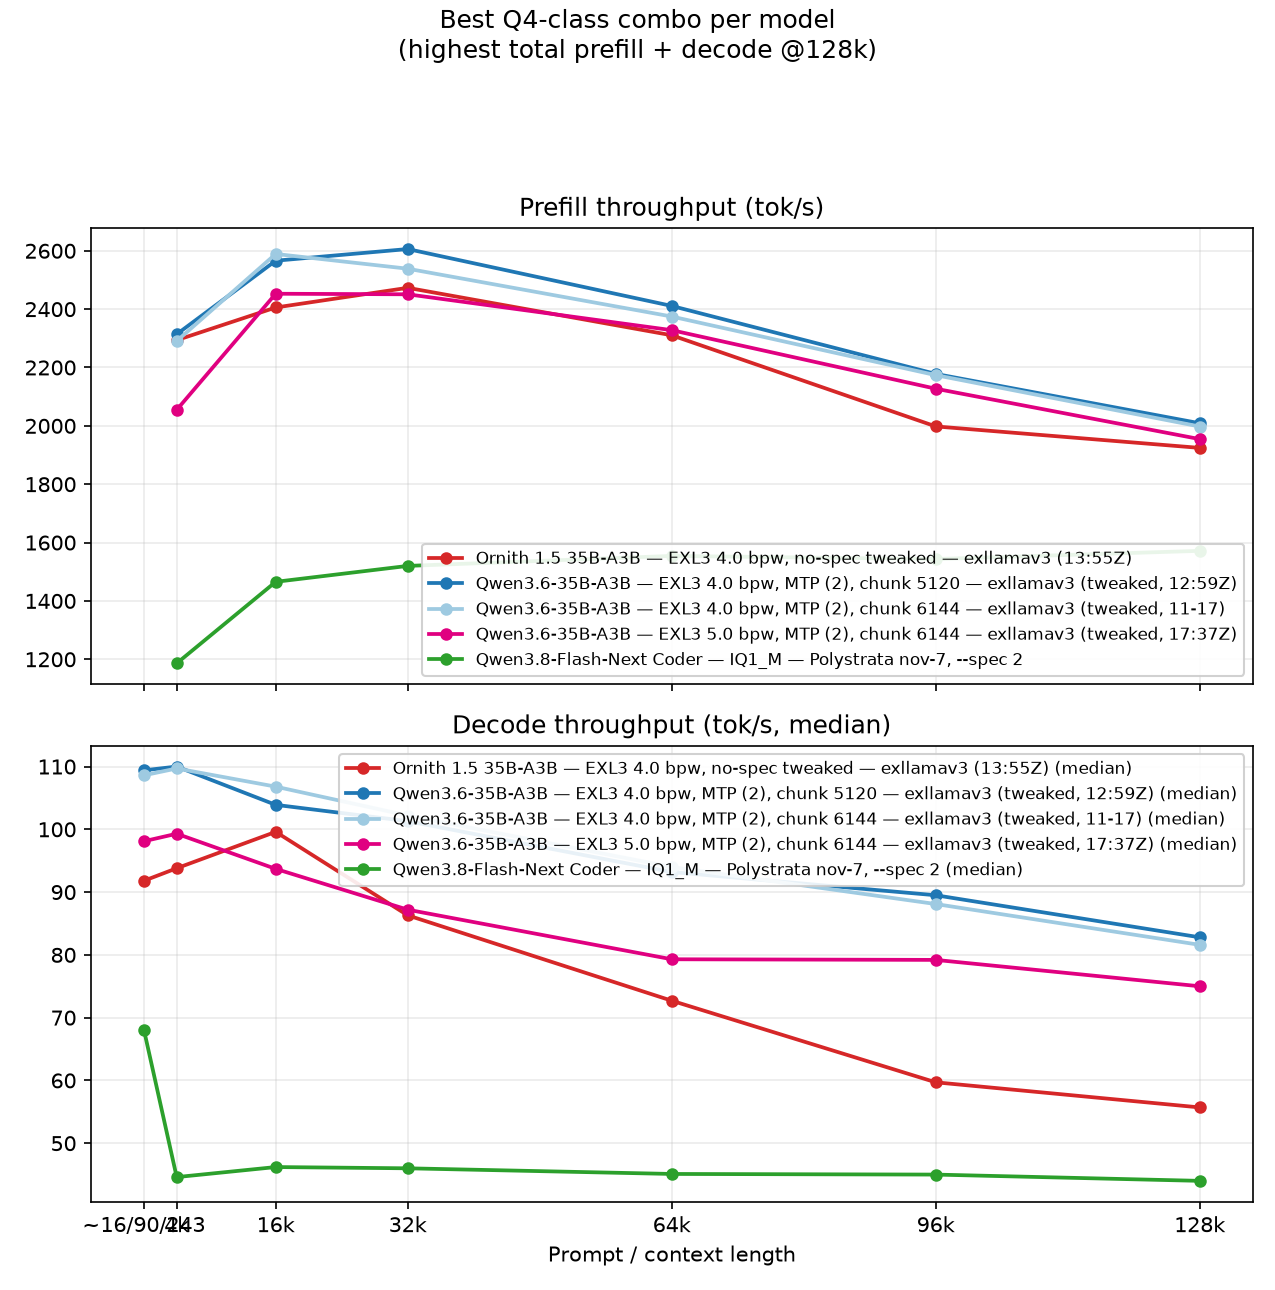 Best Q4-class combo per model
(highest total prefill + decode @128k)
Prefill throughput (tok/s)
2600
2400
2200
2000
1800
1600
1400
1200
Ornith 1.5 35B-A3B — EXL3 4.0 bpw, no-spec tweaked — exllamav3 (13:55Z)
Qwen3.6-35B-A3B — EXL3 4.0 bpw, MTP (2), chunk 5120 — exllamav3 (tweaked, 12:59Z)
Qwen3.6-35B-A3B — EXL3 4.0 bpw, MTP (2), chunk 6144 — exllamav3 (tweaked, 11-17)
Qwen3.6-35B-A3B — EXL3 5.0 bpw, MTP (2), chunk 6144 — exllamav3 (tweaked, 17:37Z)
Qwen3.8-Flash-Next Coder — IQ1_M — Polystrata nov-7, --spec 2
Decode throughput (tok/s, median)
110
100
90
80
70
60
50
Ornith 1.5 35B-A3B — EXL3 4.0 bpw, no-spec tweaked — exllamav3 (13:55Z) (median)
Qwen3.6-35B-A3B — EXL3 4.0 bpw, MTP (2), chunk 5120 — exllamav3 (tweaked, 12:59Z) (median)
Qwen3.6-35B-A3B — EXL3 4.0 bpw, MTP (2), chunk 6144 — exllamav3 (tweaked, 11-17) (median)
Qwen3.6-35B-A3B — EXL3 5.0 bpw, MTP (2), chunk 6144 — exllamav3 (tweaked, 17:37Z) (median)
Qwen3.8-Flash-Next Coder — IQ1_M — Polystrata nov-7, --spec 2 (median)
16k 32k 64k 96k 128k
Prompt / context length